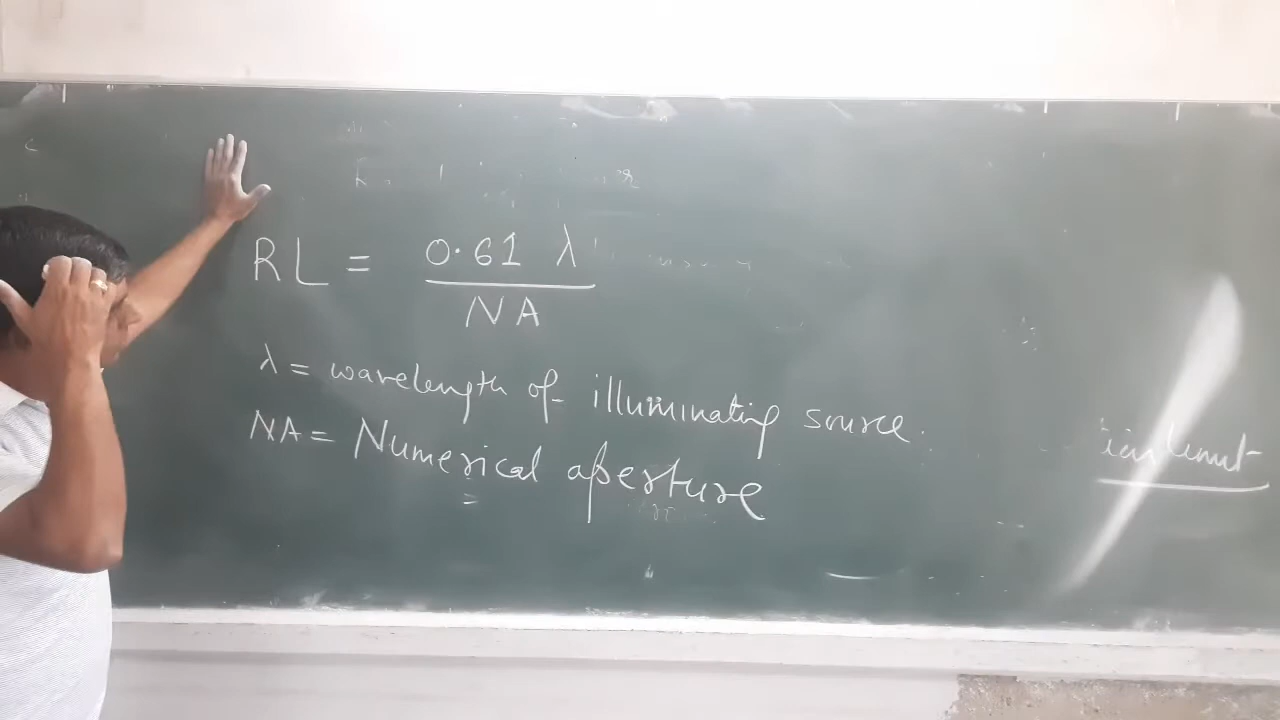 RL = 0.61 λ
NA
λ = wavelength of illuminating source.
NA = Numerical aperture